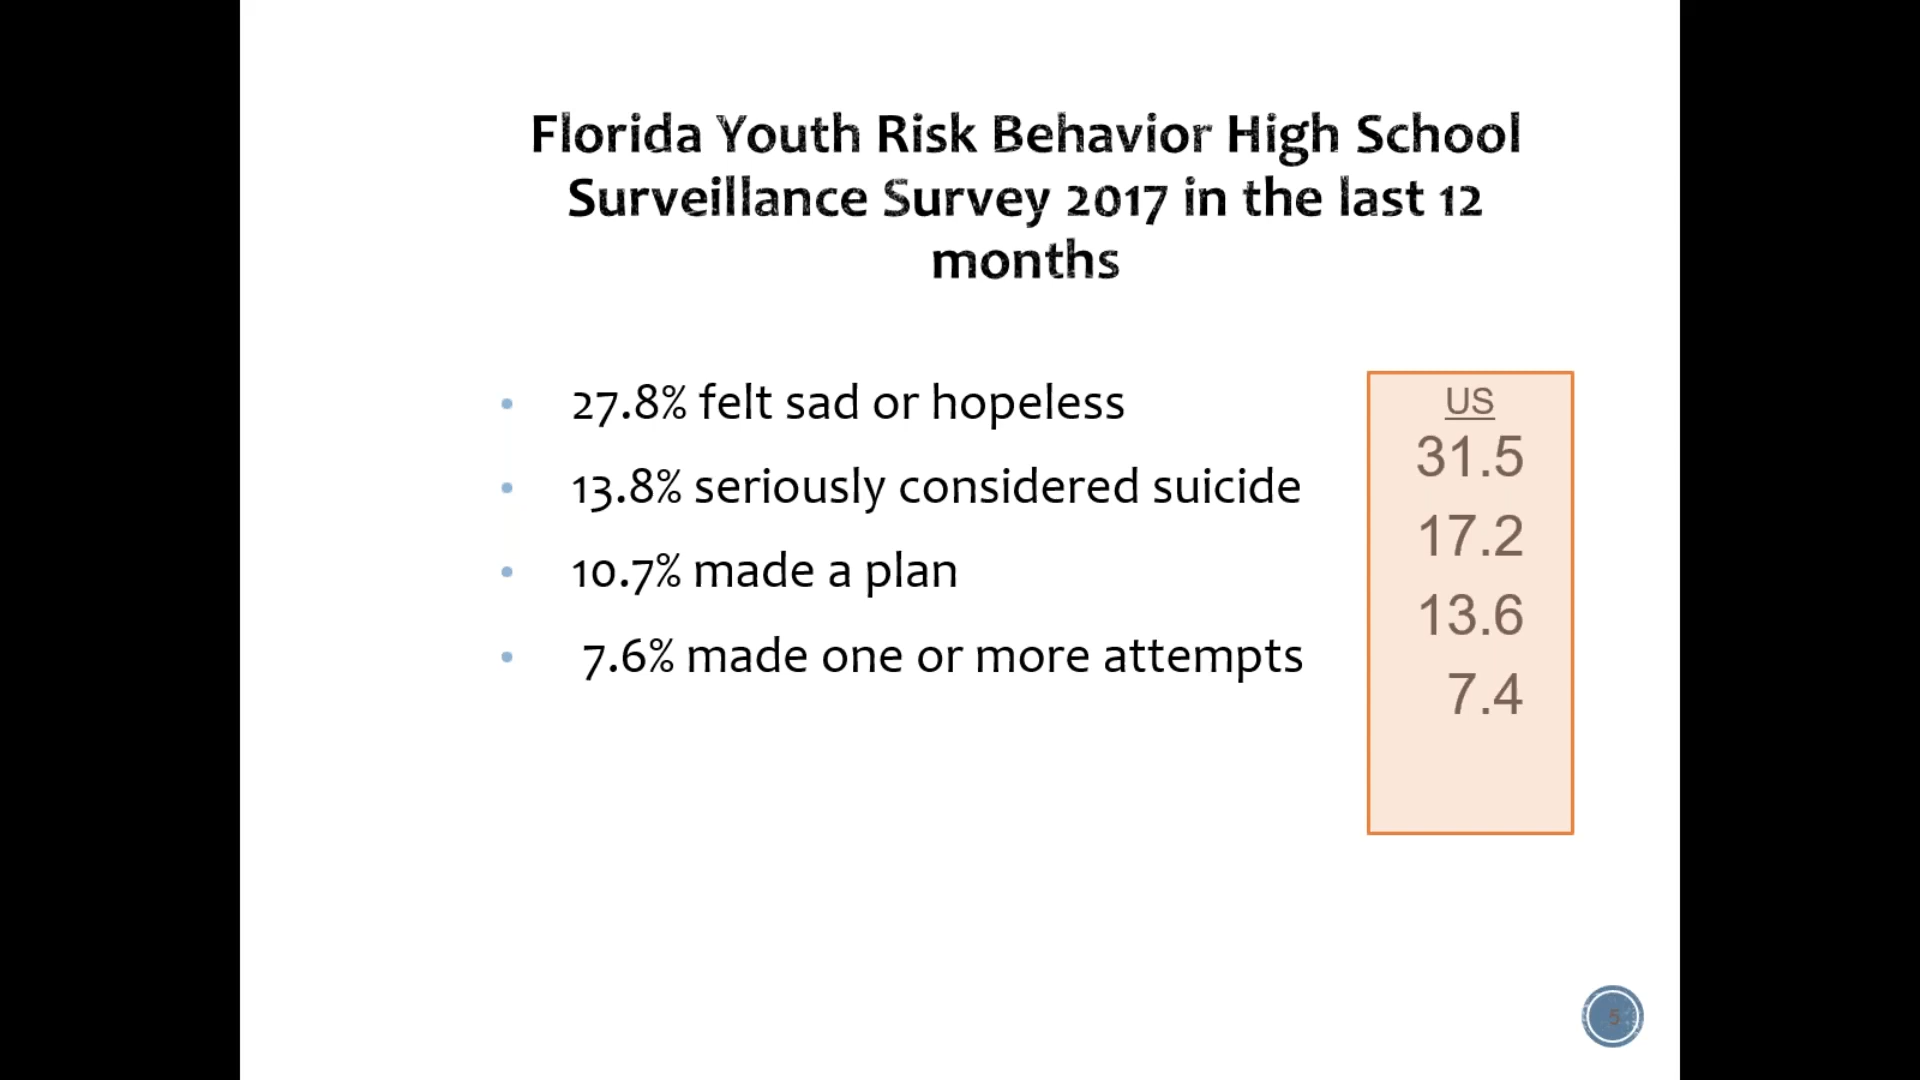 Florida Youth Risk Behavior High School
Surveillance Survey 2017 in the last 12
months
• 27.8% felt sad or hopeless
• 13.8% seriously considered suicide
• 10.7% made a plan
• 7.6% made one or more attempts
US
31.5
17.2
13.6
7.4
5